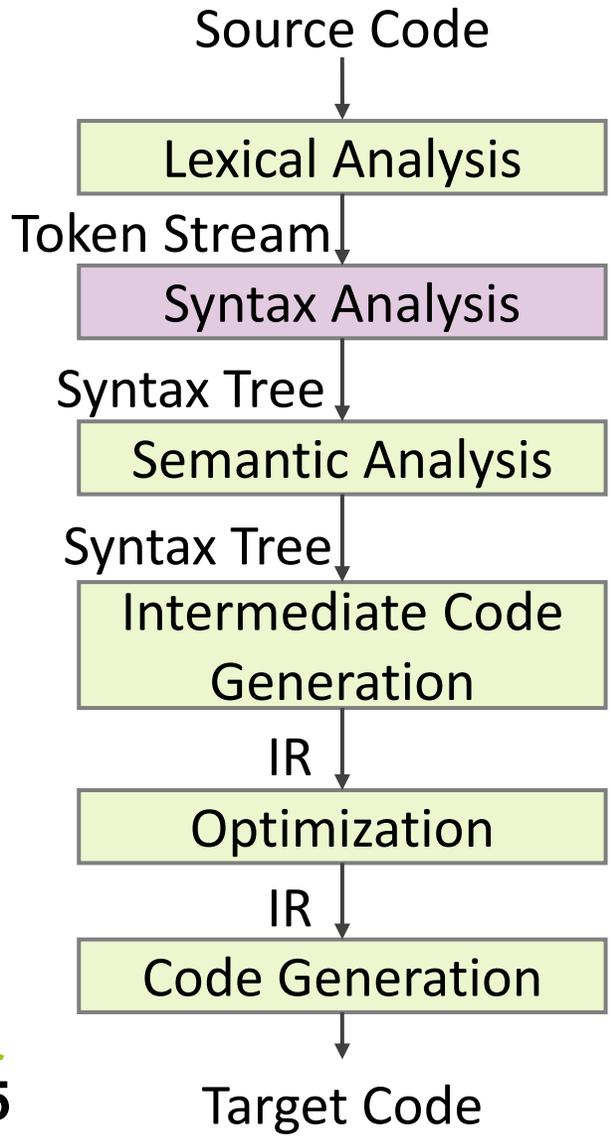 Source Code
Lexical Analysis
Token Stream
Syntax Analysis
Syntax Tree
Semantic Analysis
Syntax Tree
Intermediate Code
Generation
IR
Optimization
IR
Code Generation
Target Code